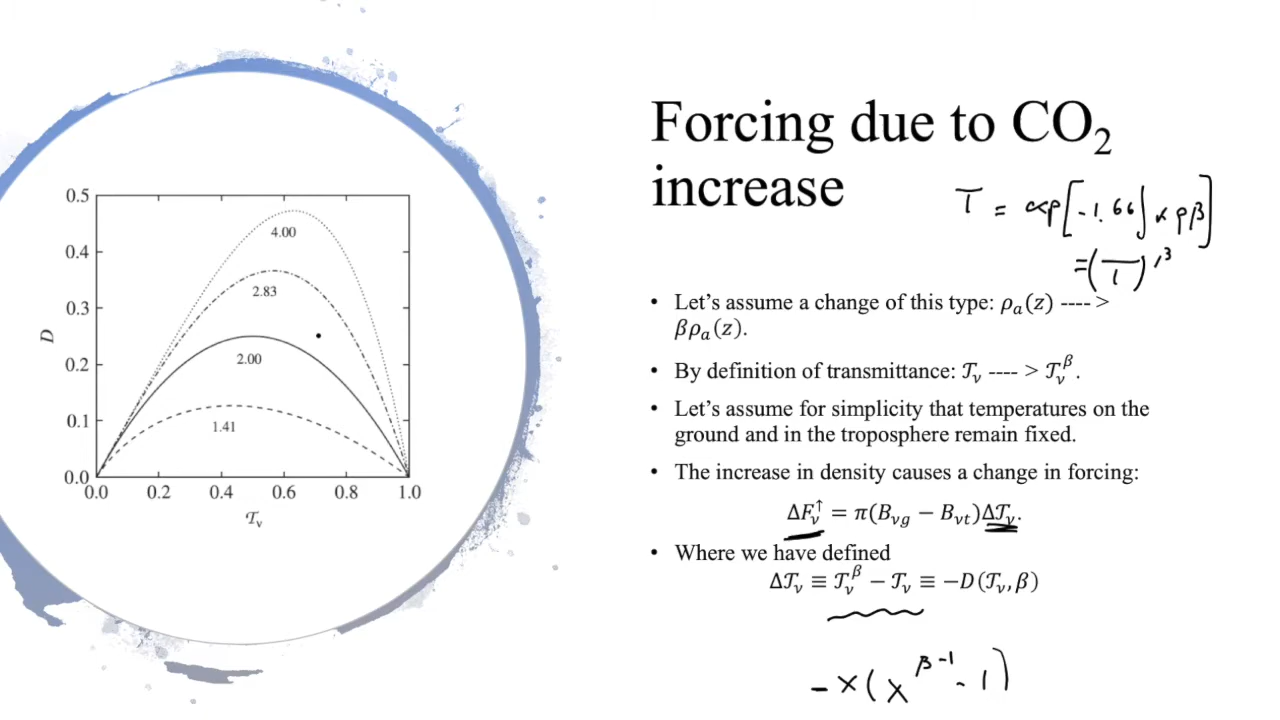 Forcing due to CO₂
increase
T = exp[-1.66∫κρβ]
=(T)^β
• Let's assume a change of this type: ρₐ(z) ---- >
βρₐ(z).
• By definition of transmittance: 𝒯ᵥ ---- > 𝒯ᵥ^β.
• Let's assume for simplicity that temperatures on the
ground and in the troposphere remain fixed.
• The increase in density causes a change in forcing:
ΔFᵥ↑ = π(Bᵥg − Bᵥt)Δ𝒯ᵥ.
• Where we have defined
Δ𝒯ᵥ ≡ 𝒯ᵥ^β − 𝒯ᵥ ≡ −D(𝒯ᵥ, β)
-x(x^β-1 - 1)
0.5
0.4
0.3
0.2
0.1
0.0
D
4.00
2.83
2.00
1.41
0.0 0.2 0.4 0.6 0.8 1.0
𝒯ᵥ